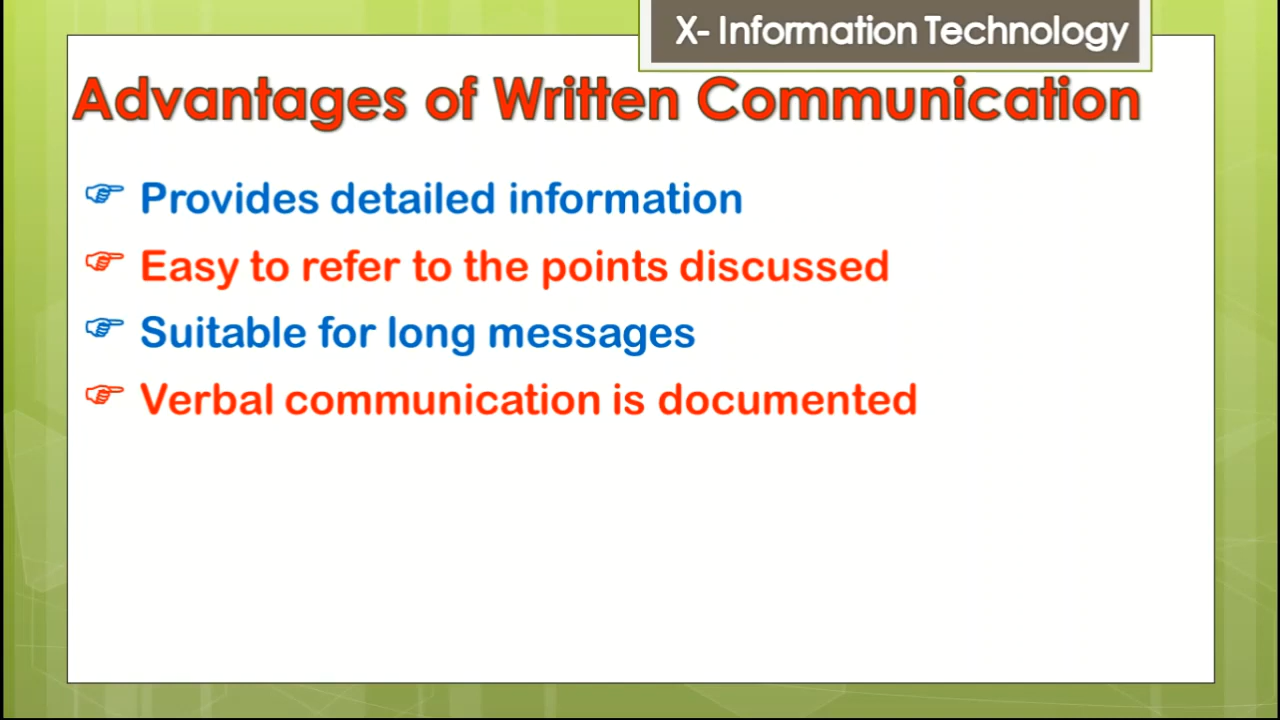 X- Information Technology
Advantages of Written Communication
Provides detailed information
Easy to refer to the points discussed
Suitable for long messages
Verbal communication is documented